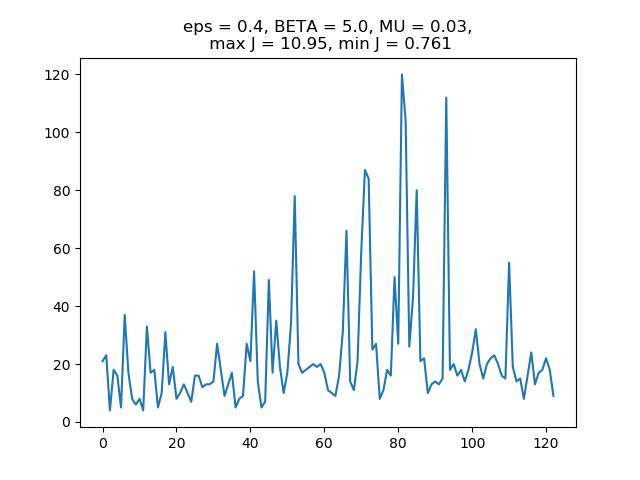 eps = 0.4, BETA = 5.0, MU = 0.03,
max J = 10.95, min J = 0.761
120
100
80
60
40
20
0
0 20 40 60 80 100 120